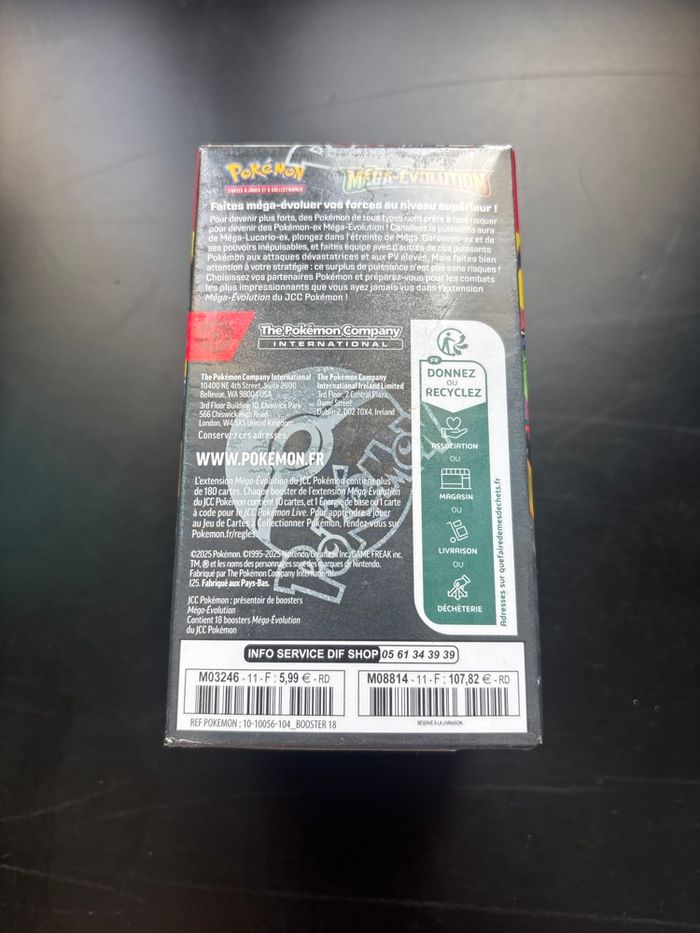 POKéMON
CARTES À JOUER ET À COLLECTIONNER
MÉGA-ÉVOLUTION
Faites méga-évoluer vos forces au niveau supérieur !
Pour devenir plus forts, des Pokémon de tous types sont prêts à tout risquer
pour devenir des Pokémon-ex Méga-Évolution ! Canalisez la puissante aura
de Méga-Lucario-ex, plongez dans l'étreinte de Méga-Gardevoir-ex et de
ses pouvoirs inépuisables, et faites équipe avec d'autres de ces puissants
Pokémon aux attaques dévastatrices et aux PV élevés. Mais faites bien
attention à votre stratégie : ce surplus de puissance n'est pas sans risques !
Choisissez vos partenaires Pokémon et préparez-vous pour les combats
les plus impressionnants que vous ayez jamais vus dans l'extension
Méga-Évolution du JCC Pokémon !
The Pokémon Company
INTERNATIONAL
The Pokémon Company International
10400 NE 4th Street, Suite 2800
Bellevue, WA 98004 USA
3rd Floor Building 10, Chiswick Park
566 Chiswick High Road
London, W4 5XS United Kingdom
The Pokémon Company
International Ireland Limited
3rd Floor, 2 Central Plaza
Dame Street
Dublin 2, D02 T0X4, Ireland
Conservez ces adresses.
WWW.POKEMON.FR
L'extension Méga-Évolution du JCC Pokémon contient plus
de 180 cartes. Chaque booster de l'extension Méga-Évolution
du JCC Pokémon contient 10 cartes, et 1 Énergie de base ou 1 carte
à code pour le JCC Pokémon Live. Pour apprendre à jouer
au Jeu de Cartes à Collectionner Pokémon, rendez-vous sur
Pokemon.fr/regles
©2025 Pokémon. ©1995-2025 Nintendo/Creatures Inc./GAME FREAK inc.
TM, ® et les noms des personnages sont des marques de Nintendo.
Fabriqué par The Pokémon Company International
I25. Fabriqué aux Pays-Bas.
JCC Pokémon : présentoir de boosters
Méga-Évolution
Contient 18 boosters Méga-Évolution
du JCC Pokémon
POKéMON
POKéMON
FR
DONNEZ
OU
RECYCLEZ
ASSOCIATION
OU
MAGASIN
OU
LIVRAISON
OU
DÉCHÈTERIE
Adresses sur quefairedemesdechets.fr
INFO SERVICE DIF SHOP 05 61 34 39 39
M03246 - 11 - F : 5,99 € - RD
M08814 - 11 - F : 107,82 € - RD
REF POKEMON : 10-10056-104_BOOSTER 18
RÉSERVÉ À LA LIVRAISON